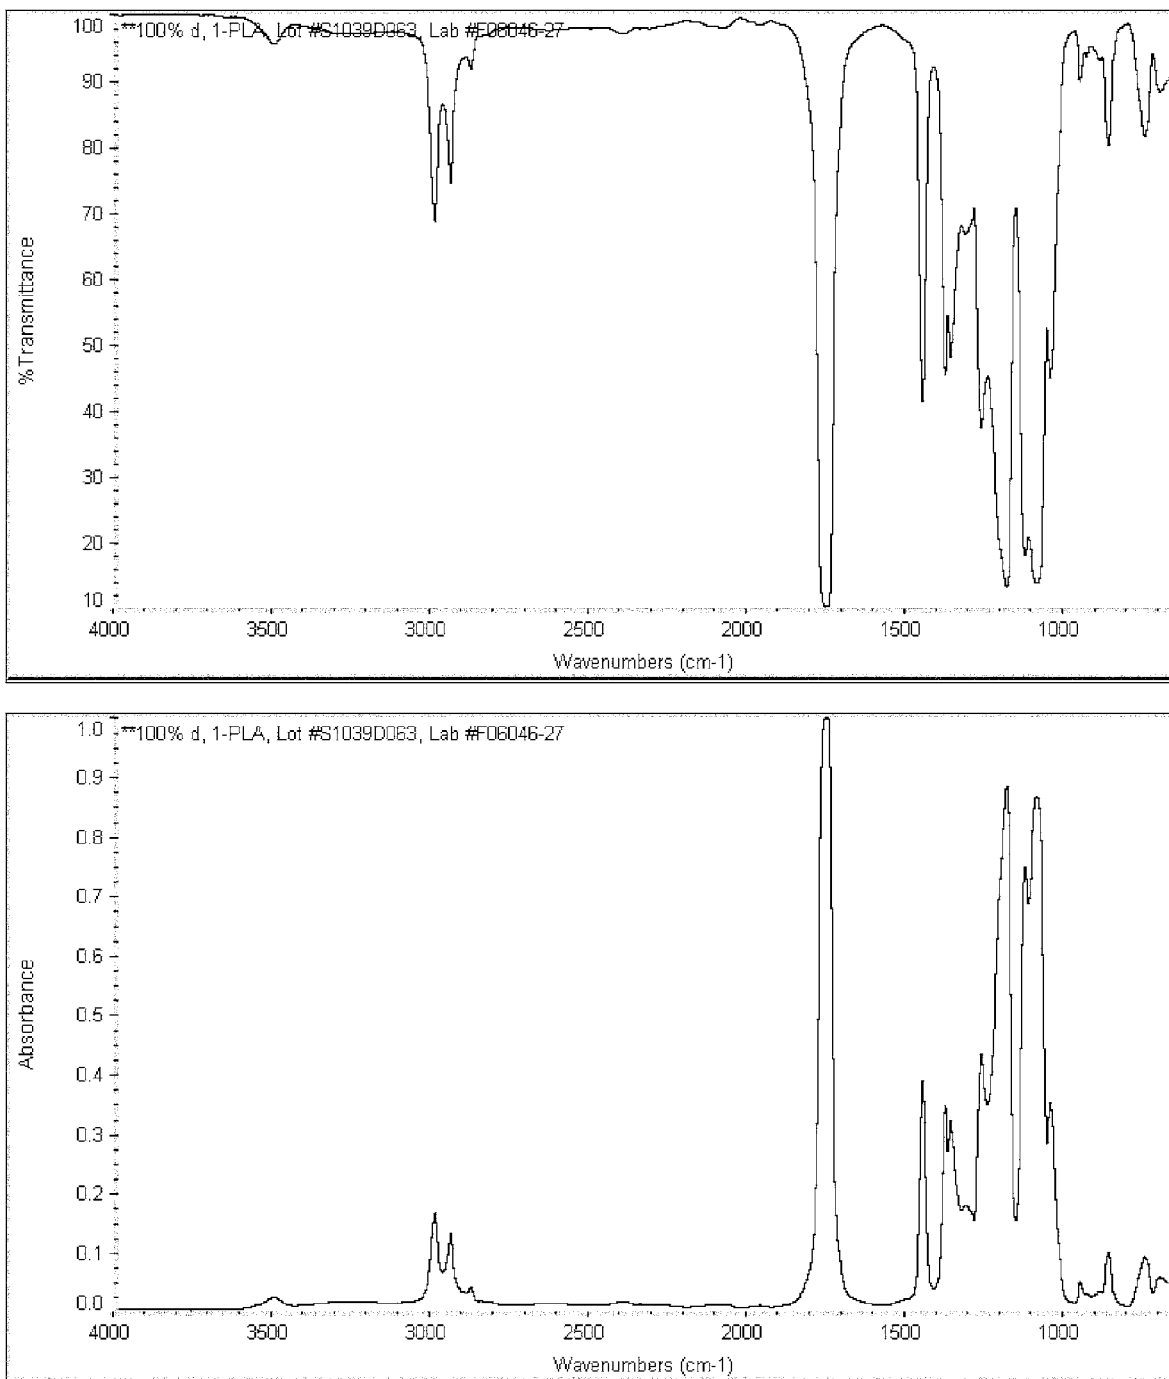 **100% d, 1-PLA, Lot #S1039D063, Lab #F06046-27
100
90
80
70
60
50
40
30
20
10
%Transmittance
4000 3500 3000 2500 2000 1500 1000
Wavenumbers (cm-1)
**100% d, 1-PLA, Lot #S1039D063, Lab #F06046-27
1.0
0.9
0.8
0.7
0.6
0.5
0.4
0.3
0.2
0.1
0.0
Absorbance
4000 3500 3000 2500 2000 1500 1000
Wavenumbers (cm-1)